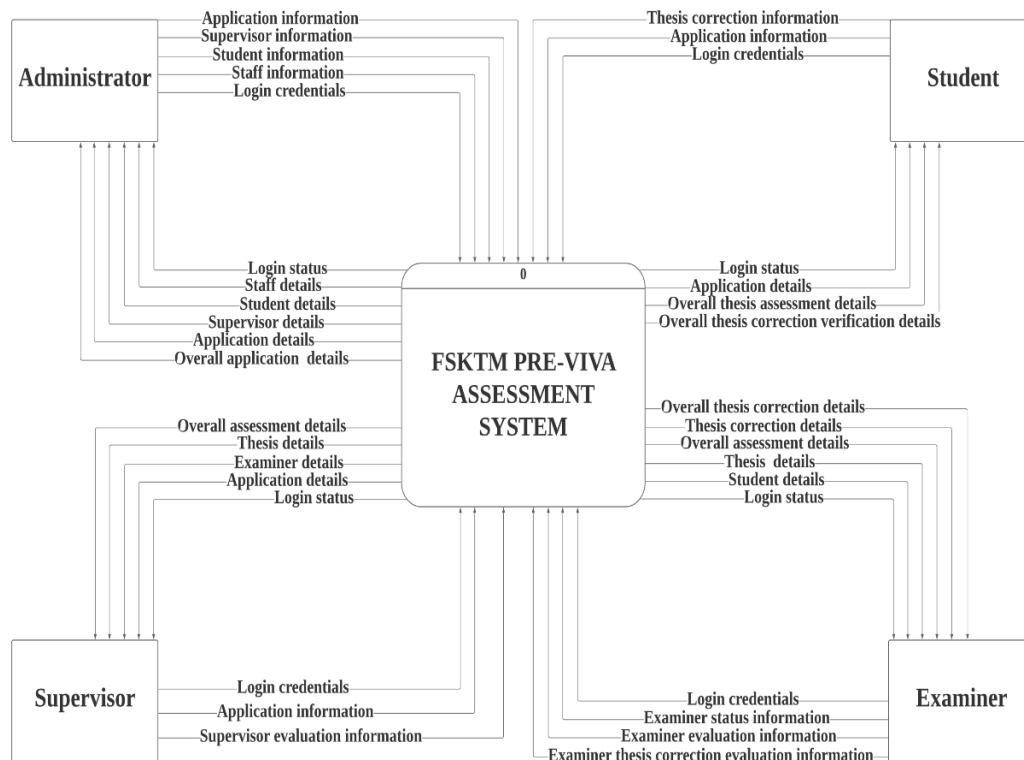 Application information
Supervisor information
Student information
Staff information
Login credentials
Administrator
Thesis correction information
Application information
Login credentials
Student
Login status
Staff details
Student details
Supervisor details
Application details
Overall application details
0
FSKTM PRE-VIVA
ASSESSMENT
SYSTEM
Login status
Application details
Overall thesis assessment details
Overall thesis correction verification details
Overall assessment details
Thesis details
Examiner details
Application details
Login status
Overall thesis correction details
Thesis correction details
Overall assessment details
Thesis details
Student details
Login status
Supervisor
Login credentials
Application information
Supervisor evaluation information
Login credentials
Examiner status information
Examiner evaluation information
Examiner thesis correction evaluation information
Examiner